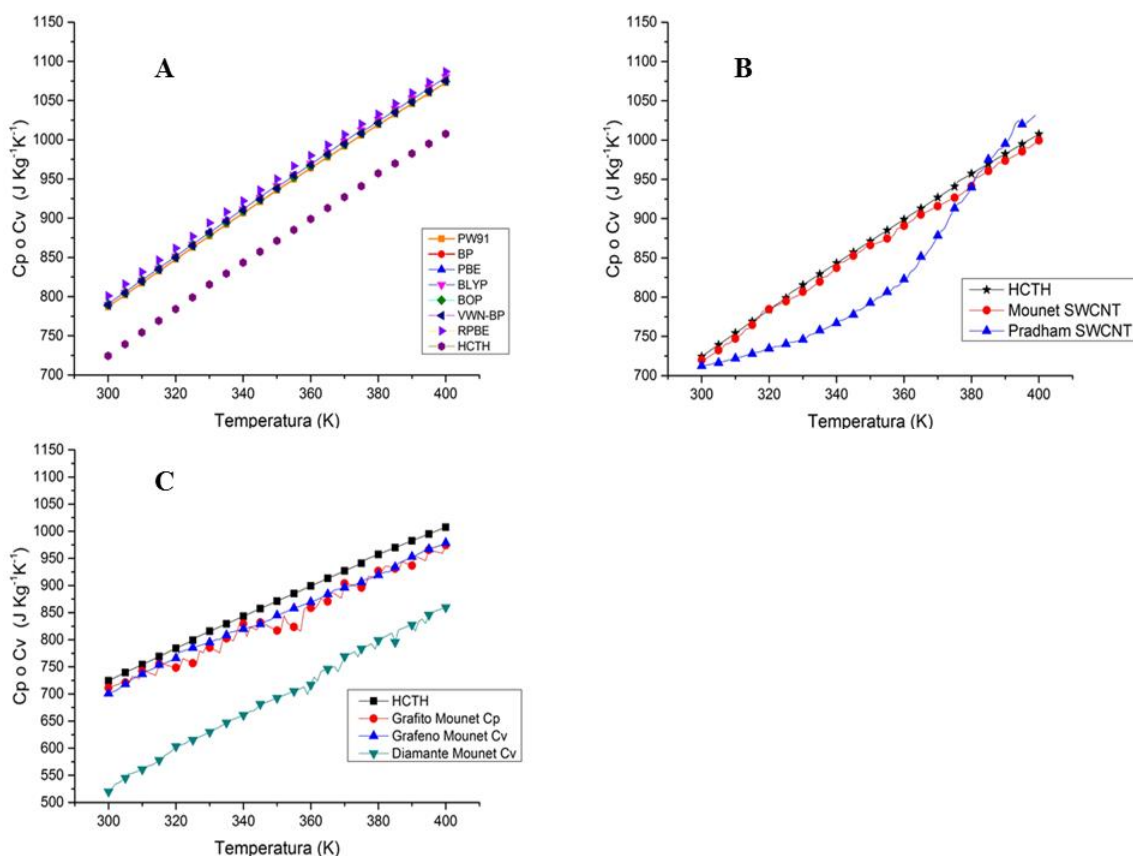 A
Cp o Cv (J Kg⁻¹K⁻¹)
1150
1100
1050
1000
950
900
850
800
750
700
300 320 340 360 380 400
Temperatura (K)
PW91
BP
PBE
BLYP
BOP
VWN-BP
RPBE
HCTH
B
Cp o Cv (J Kg⁻¹K⁻¹)
1150
1100
1050
1000
950
900
850
800
750
700
300 320 340 360 380 400
Temperatura (K)
HCTH
Mounet SWCNT
Pradham SWCNT
C
Cp o Cv (J Kg⁻¹K⁻¹)
1150
1100
1050
1000
950
900
850
800
750
700
650
600
550
500
300 320 340 360 380 400
Temperatura (K)
HCTH
Grafito Mounet Cp
Grafeno Mounet Cv
Diamante Mounet Cv